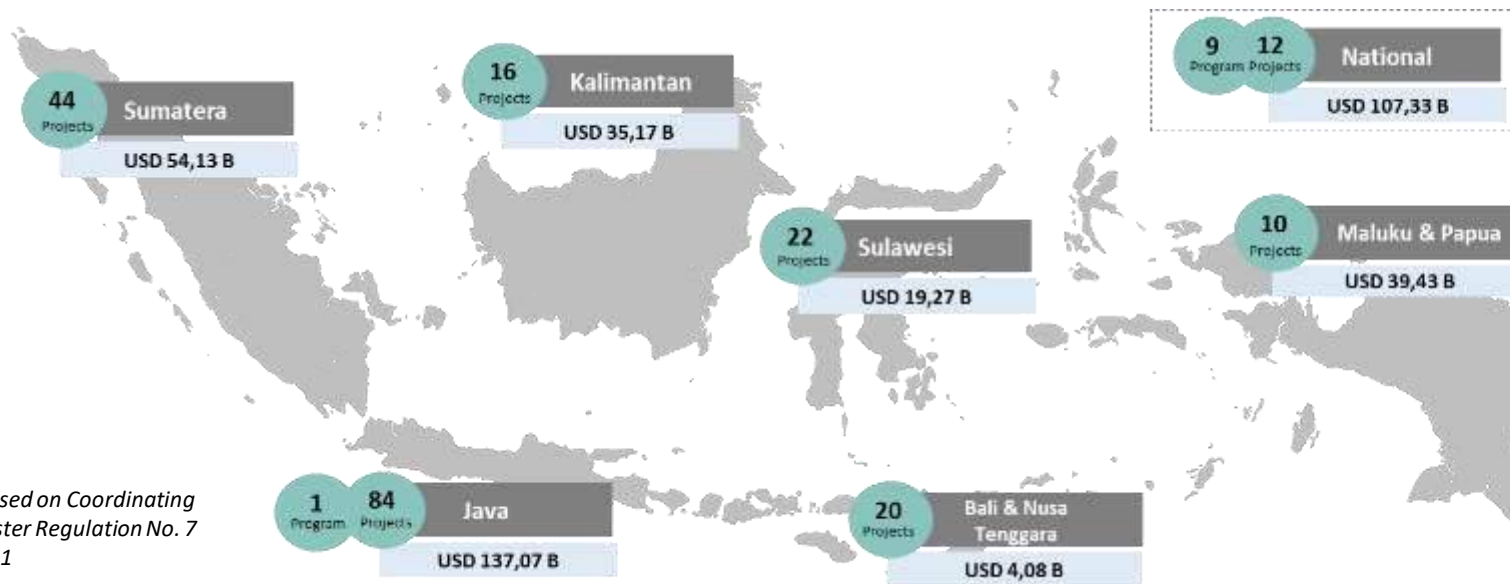 44
Projects
Sumatera
USD 54,13 B
16
Projects
Kalimantan
USD 35,17 B
9
Program
12
Projects
National
USD 107,33 B
22
Projects
Sulawesi
USD 19,27 B
10
Projects
Maluku & Papua
USD 39,43 B
1
Program
84
Projects
Java
USD 137,07 B
20
Projects
Bali & Nusa
Tenggara
USD 4,08 B
sed on Coordinating
ster Regulation No. 7
1